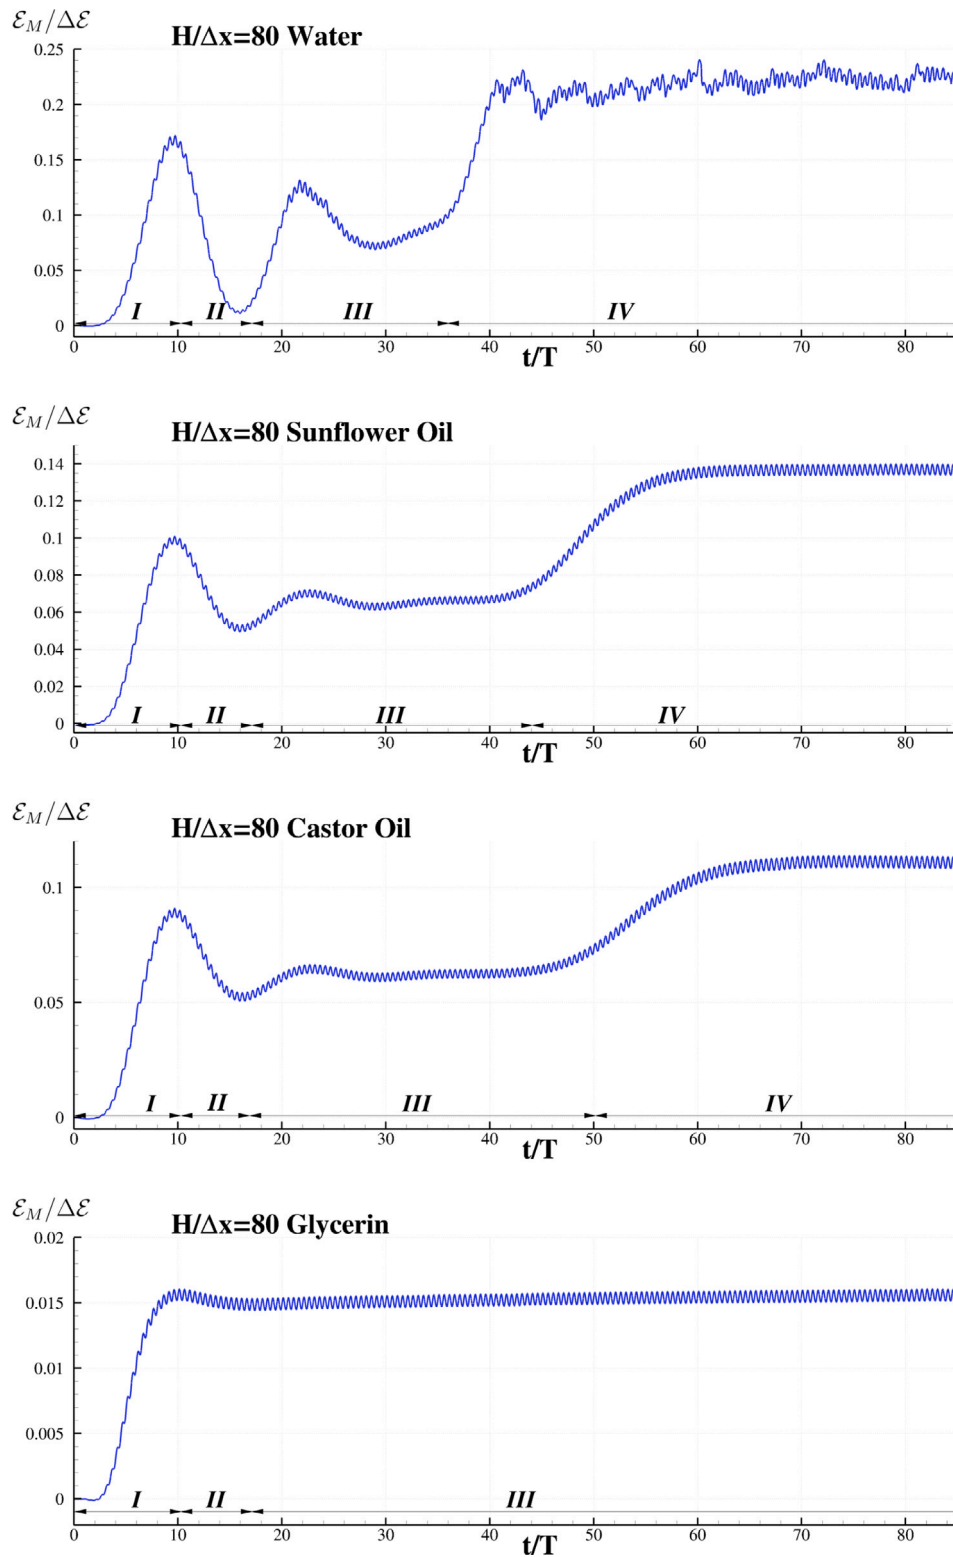 ℰ_M/Δℰ
H/Δx=80 Water
0.25
0.2
0.15
0.1
0.05
0
I II III IV
0 10 20 30 40 50 60 70 80
t/T
ℰ_M/Δℰ
H/Δx=80 Sunflower Oil
0.14
0.12
0.1
0.08
0.06
0.04
0.02
0
I II III IV
0 10 20 30 40 50 60 70 80
t/T
ℰ_M/Δℰ
H/Δx=80 Castor Oil
0.1
0.05
0
I II III IV
0 10 20 30 40 50 60 70 80
t/T
ℰ_M/Δℰ
H/Δx=80 Glycerin
0.02
0.015
0.01
0.005
0
I II III
0 10 20 30 40 50 60 70 80
t/T